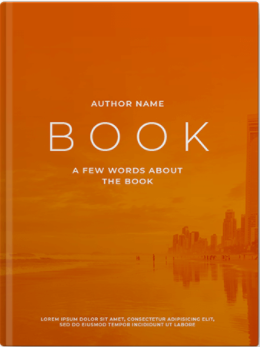 AUTHOR NAME
BOOK
A FEW WORDS ABOUT
THE BOOK
LOREM IPSUM DOLOR SIT AMET, CONSECTETUR ADIPISICING ELIT,
SED DO EIUSMOD TEMPOR INCIDIDUNT UT LABORE